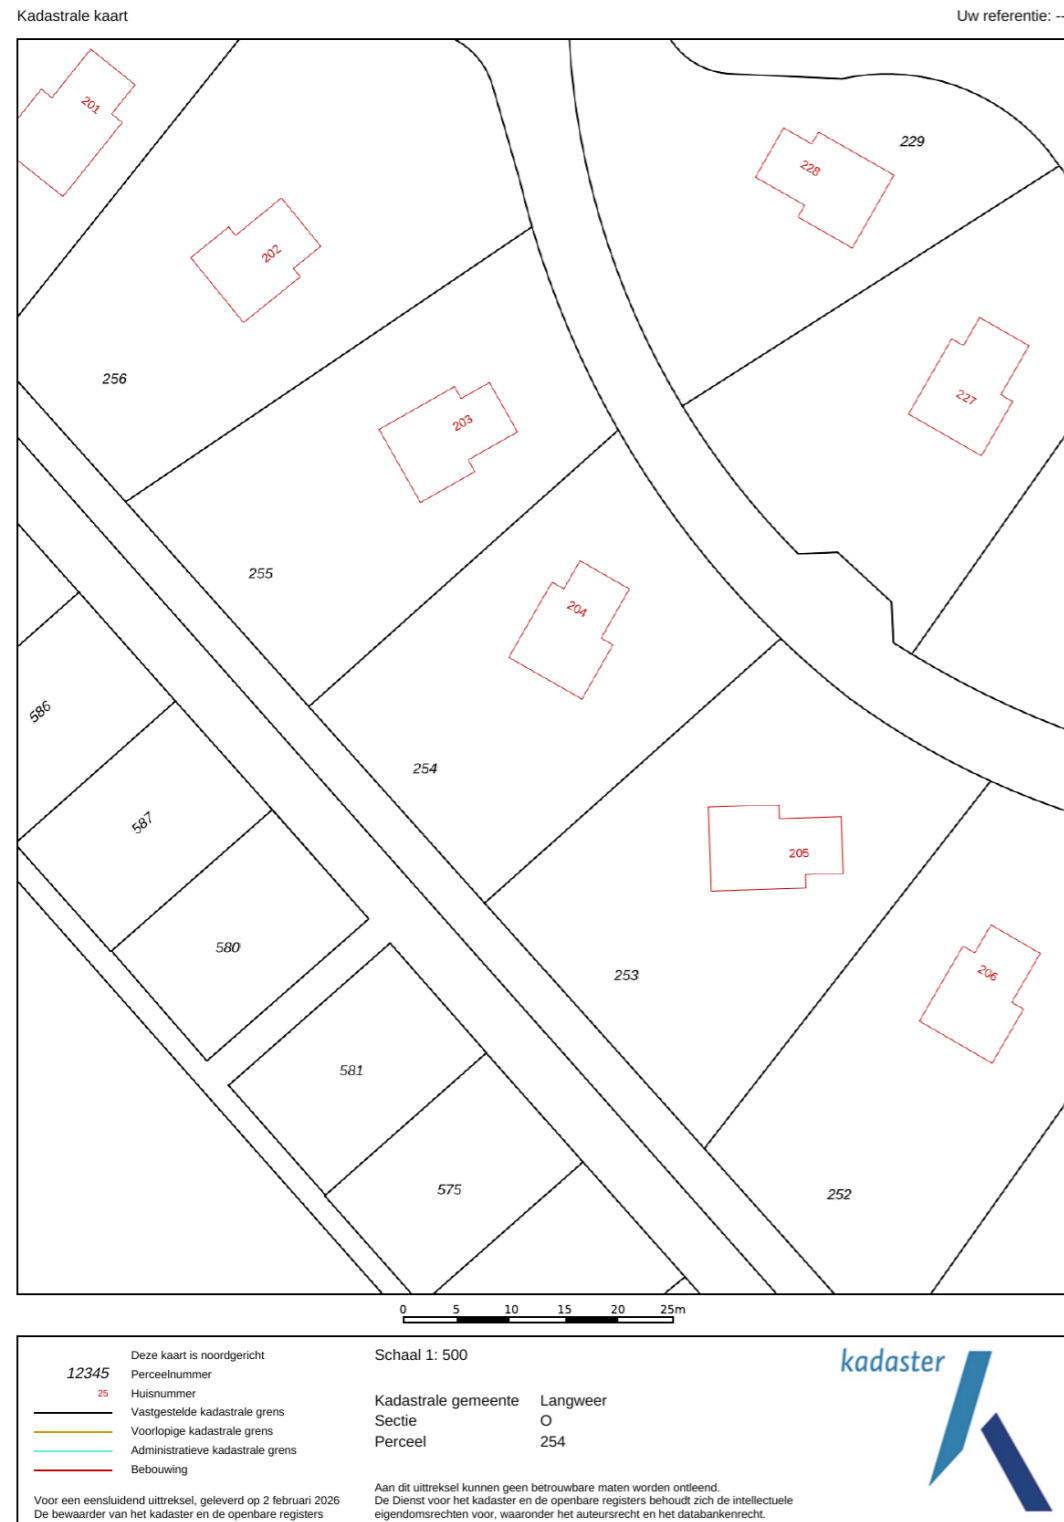 Kadastrale kaart
Uw referentie: --
201
229
228
202
227
256
203
255
204
586
254
587
205
580
253
206
581
575
252
0 5 10 15 20 25m
Deze kaart is noordgericht
12345 Perceelnummer
25 Huisnummer
Vastgestelde kadastrale grens
Voorlopige kadastrale grens
Administratieve kadastrale grens
Bebouwing
Voor een eensluidend uittreksel, geleverd op 2 februari 2026
De bewaarder van het kadaster en de openbare registers
Schaal 1: 500
Kadastrale gemeente Langweer
Sectie O
Perceel 254
Aan dit uittreksel kunnen geen betrouwbare maten worden ontleend.
De Dienst voor het kadaster en de openbare registers behoudt zich de intellectuele
eigendomsrechten voor, waaronder het auteursrecht en het databankenrecht.
kadaster